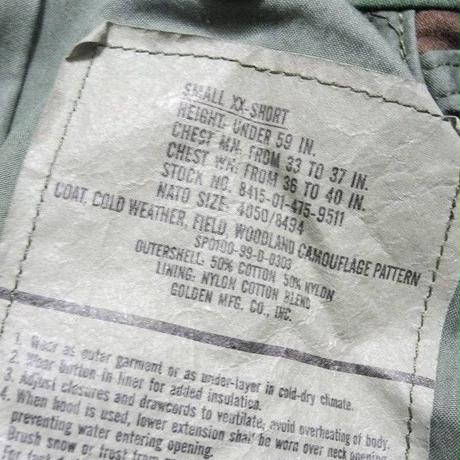 SMALL XX-SHORT
HEIGHT: UNDER 59 IN.
CHEST MN: FROM 33 TO 37 IN.
CHEST WN: FROM 36 TO 40 IN.
STOCK NO. 8415-01-475-9511
NATO SIZE: 4050/8494
COAT, COLD WEATHER, FIELD, WOODLAND CAMOUFLAGE PATTERN
SPO100-99-D-0303
OUTERSHELL: 50% COTTON 50% NYLON
LINING: NYLON COTTON BLEND
GOLDEN MFG. CO., INC.
1. Wear as outer garment or as under-layer in cold-dry climate.
2. Wear button-in liner for added insulation.
3. Adjust closures and drawcords to ventilate, avoid overheating of body.
4. When hood is used, lower extension shall be worn over neck opening
preventing water entering opening.
Brush snow or frost from